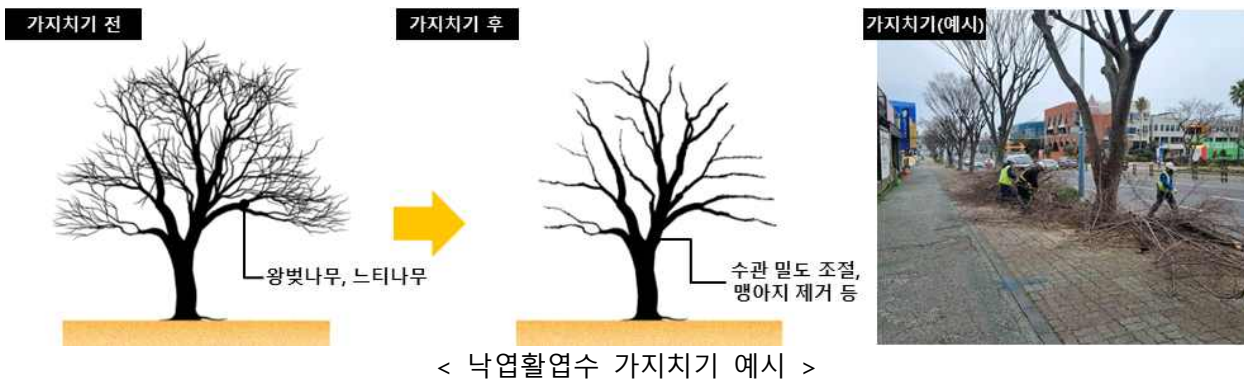 가지치기 전
가지치기 후
가지치기(예시)
왕벚나무, 느티나무
수관 밀도 조절,
맹아지 제거 등
< 낙엽활엽수 가지치기 예시 >